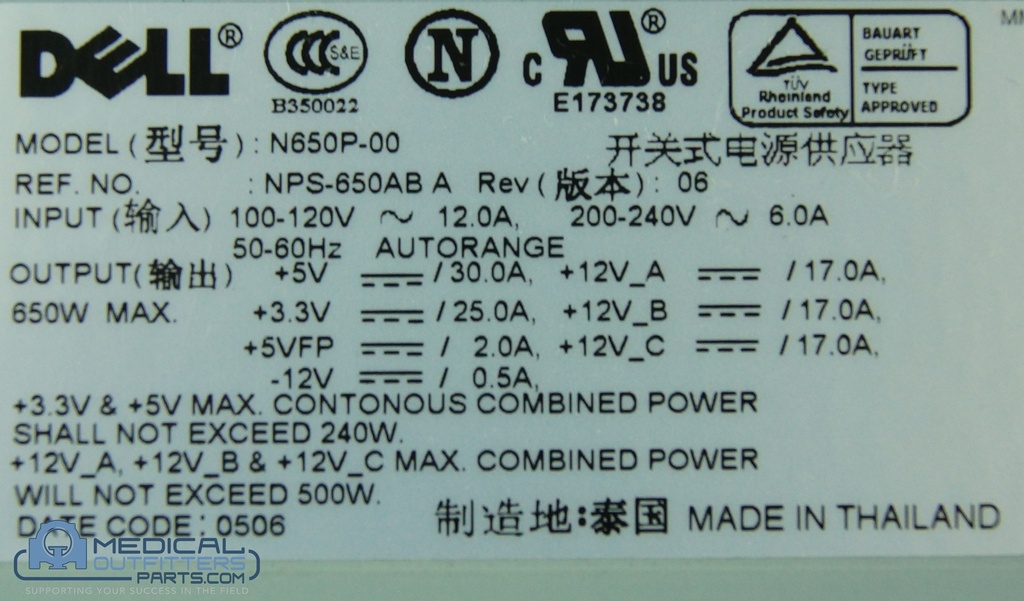 DELL®
S&E
B350022
N
C RU® US
E173738
TÜV
Rheinland
Product Safety
BAUART
GEPRÜFT
TYPE
APPROVED
MODEL (型号) : N650P-00 开关式电源供应器
REF. NO. : NPS-650AB A Rev (版本) : 06
INPUT (输入) 100-120V ~ 12.0A, 200-240V ~ 6.0A
50-60Hz AUTORANGE
OUTPUT(输出) +5V ⎓ / 30.0A, +12V_A ⎓ / 17.0A,
650W MAX. +3.3V ⎓ / 25.0A, +12V_B ⎓ / 17.0A,
+5VFP ⎓ / 2.0A, +12V_C ⎓ / 17.0A,
-12V ⎓ / 0.5A,
+3.3V & +5V MAX. CONTONOUS COMBINED POWER
SHALL NOT EXCEED 240W.
+12V_A, +12V_B & +12V_C MAX. COMBINED POWER
WILL NOT EXCEED 500W.
DATE CODE: 0506 制造地:泰国 MADE IN THAILAND
MEDICAL
OUTFITTERS
PARTS.COM
SUPPORTING YOUR SUCCESS IN THE FIELD